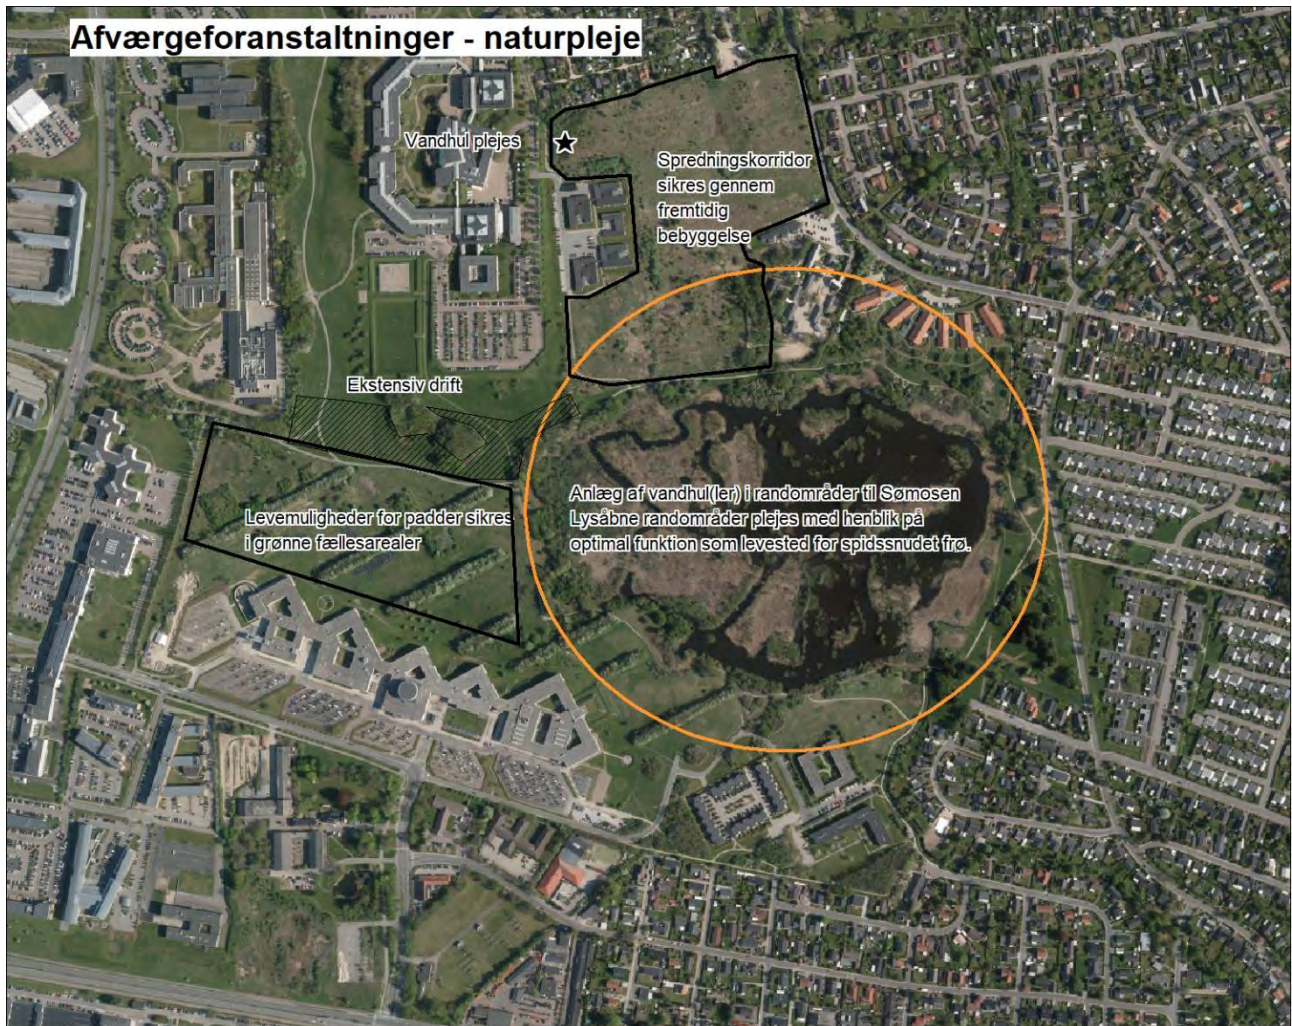 Afværgeforanstaltninger - naturpleje
Vandhul plejes
Spredningskorridor
sikres gennem
fremtidig
bebyggelse
Ekstensiv drift
Levemuligheder for padder sikres
i grønne fællesarealer
Anlæg af vandhul(ler) i randområder til Sømosen
Lysåbne randområder plejes med henblik på
optimal funktion som levested for spidssnudet frø.